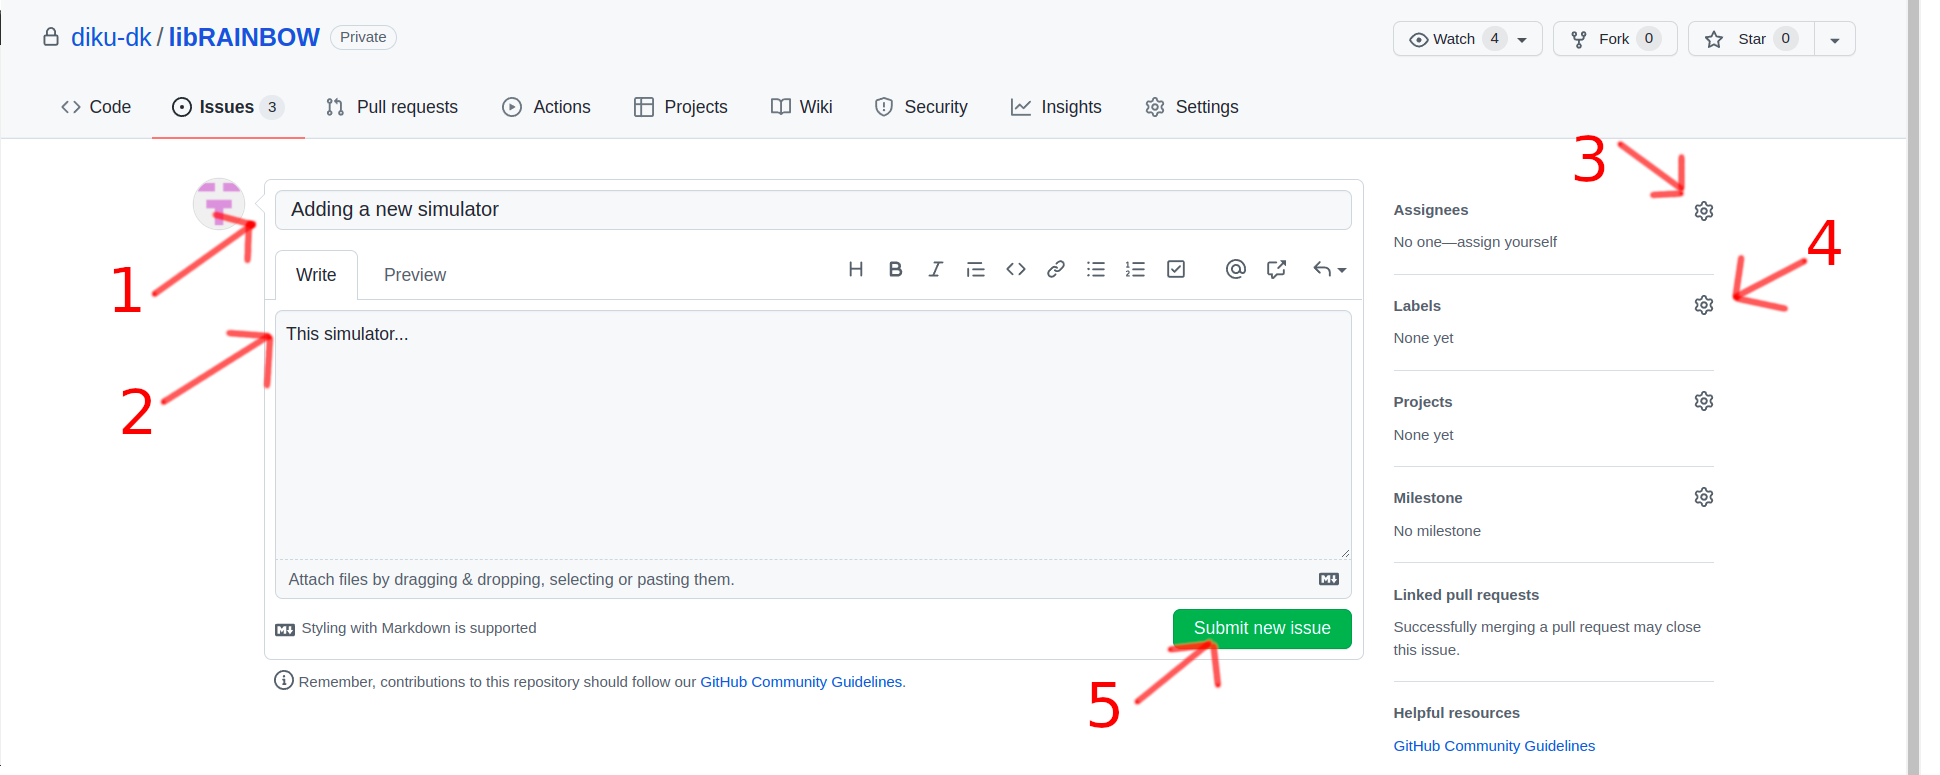 diku-dk / libRAINBOW Private
Watch 4 Fork 0 Star 0
Code Issues 3 Pull requests Actions Projects Wiki Security Insights Settings
3
Adding a new simulator
Assignees
No one—assign yourself
1
4
Write Preview
Labels
None yet
This simulator...
2
Projects
None yet
Milestone
No milestone
Attach files by dragging & dropping, selecting or pasting them.
Styling with Markdown is supported
Submit new issue
5
Remember, contributions to this repository should follow our GitHub Community Guidelines.
Linked pull requests
Successfully merging a pull request may close
this issue.
Helpful resources
GitHub Community Guidelines